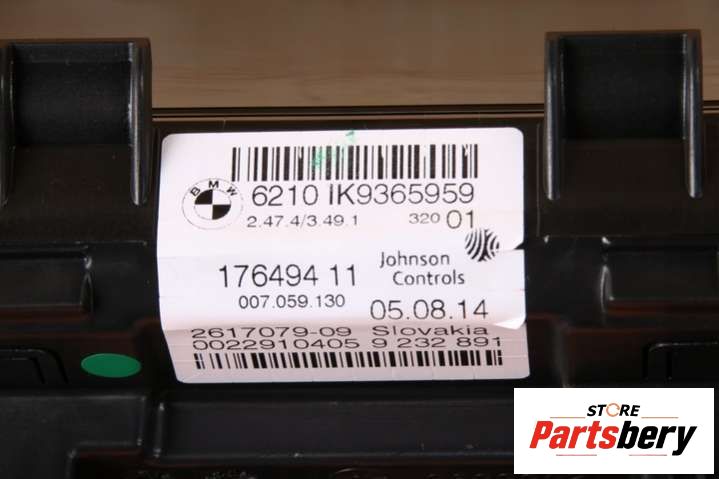 BMW
6210 IK9365959
2.47.4/3.49.1 320 01
176494 11 Johnson Controls
007.059.130 05.08.14
2617079-09 Slovakia
0022910405 9 232 891
STORE
Partsbery